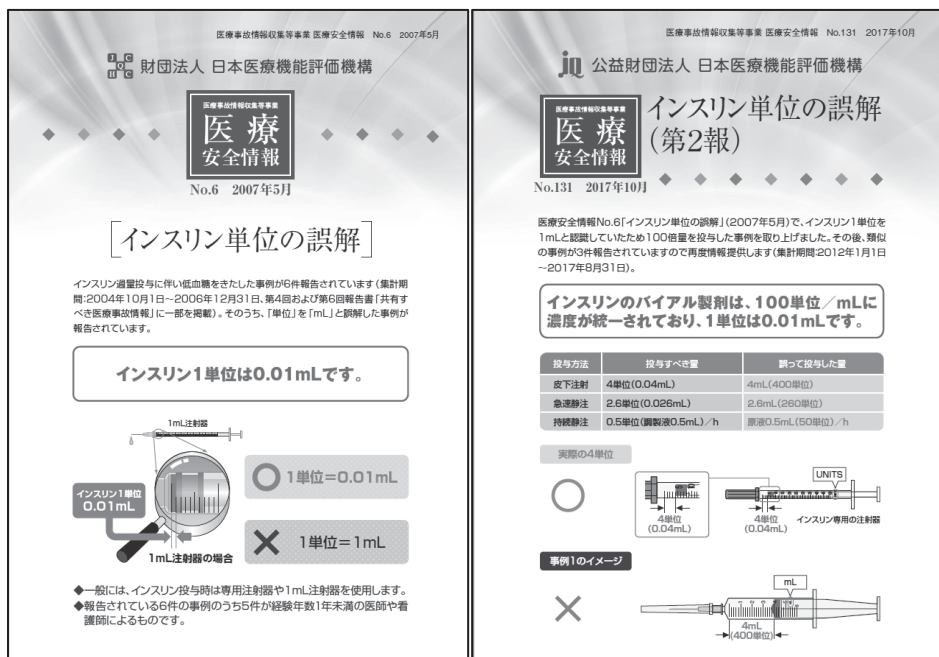 医療事故情報収集等事業 医療安全情報 No.6 2007年5月
財団法人 日本医療機能評価機構
医療事故情報収集等事業
医療
安全情報
No.6 2007年5月
インスリン単位の誤解
インスリン過量投与に伴い低血糖をきたした事例が6件報告されています(集計期
間:2004年10月1日~2006年12月31日、第4回および第6回報告書「共有す
べき医療事故情報」に一部を掲載)。そのうち、「単位」を「mL」と誤解した事例が
報告されています。
インスリン1単位は0.01mLです。
1mL注射器
インスリン1単位
0.01mL
1mL注射器の場合
1単位=0.01mL
1単位=1mL
◆一般には、インスリン投与時は専用注射器や1mL注射器を使用します。
◆報告されている6件の事例のうち5件が経験年数1年未満の医師や看
護師によるものです。
医療事故情報収集等事業 医療安全情報 No.131 2017年10月
jq 公益財団法人 日本医療機能評価機構
医療事故情報収集等事業
医療
安全情報
No.131 2017年10月
インスリン単位の誤解
(第2報)
医療安全情報No.6「インスリン単位の誤解」(2007年5月)で、インスリン1単位を
1mLと認識していたため100倍量を投与した事例を取り上げました。その後、類似
の事例が3件報告されていますので再度情報提供します(集計期間:2012年1月1日
~2017年8月31日)。
インスリンのバイアル製剤は、100単位/mLに
濃度が統一されており、1単位は0.01mLです。
投与方法 投与すべき量 誤って投与した量
皮下注射 4単位(0.04mL) 4mL(400単位)
急速静注 2.6単位(0.026mL) 2.6mL(260単位)
持続静注 0.5単位(調製液0.5mL)/h 原液0.5mL(50単位)/h
実際の4単位
UNITS
4単位
(0.04mL)
4単位
(0.04mL)
インスリン専用の注射器
事例1のイメージ
mL
4mL
(400単位)